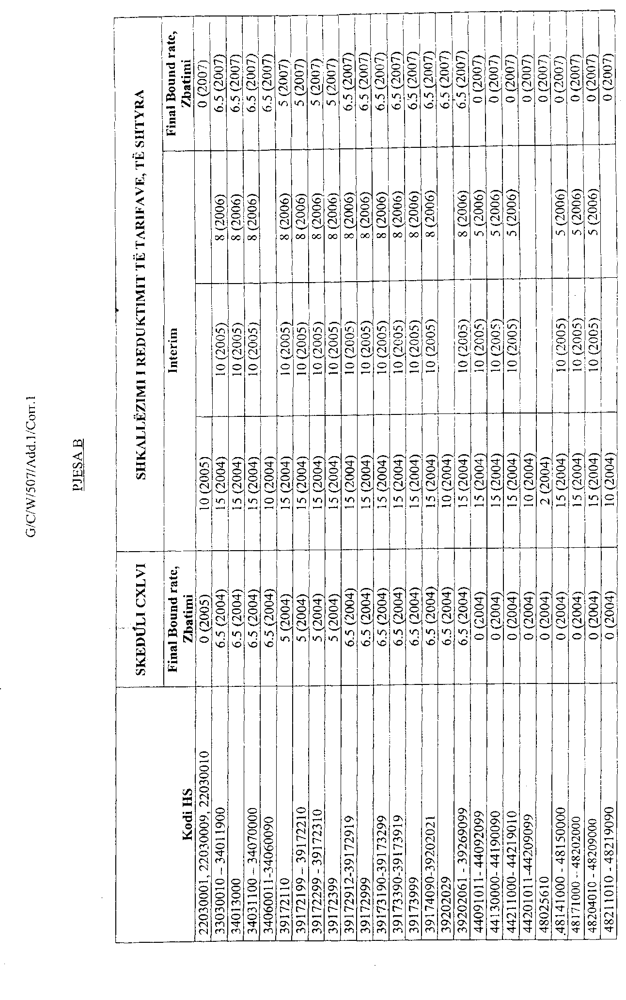 G/C/W/507/Add.1/Corr.1
PJESA B
SKEDULI CXLVI SHKALLËZIMI I REDUKTIMIT TË TARIFAVE, TË SHTYRA
Kodi HS Final Bound rate, Zbatimi Interim Final Bound rate, Zbatimi
22030001, 22030009, 22030010 0 (2005) 10 (2005) 0 (2007)
33030010 – 34011900 6.5 (2004) 15 (2004) 10 (2005) 8 (2006) 6.5 (2007)
34013000 6.5 (2004) 15 (2004) 10 (2005) 8 (2006) 6.5 (2007)
34031100 – 34070000 6.5 (2004) 15 (2004) 10 (2005) 8 (2006) 6.5 (2007)
34060011-34060090 6.5 (2004) 10 (2004) 6.5 (2007)
39172110 5 (2004) 15 (2004) 10 (2005) 8 (2006) 5 (2007)
39172199 – 39172210 5 (2004) 15 (2004) 10 (2005) 8 (2006) 5 (2007)
39172299 - 39172310 5 (2004) 15 (2004) 10 (2005) 8 (2006) 5 (2007)
39172399 5 (2004) 15 (2004) 10 (2005) 8 (2006) 5 (2007)
39172912-39172919 6.5 (2004) 15 (2004) 10 (2005) 8 (2006) 6.5 (2007)
39172999 6.5 (2004) 15 (2004) 10 (2005) 8 (2006) 6.5 (2007)
39173190-39173299 6.5 (2004) 15 (2004) 10 (2005) 8 (2006) 6.5 (2007)
39173390-39173919 6.5 (2004) 15 (2004) 10 (2005) 8 (2006) 6.5 (2007)
39173999 6.5 (2004) 15 (2004) 10 (2005) 8 (2006) 6.5 (2007)
39174090-39202021 6.5 (2004) 15 (2004) 10 (2005) 8 (2006) 6.5 (2007)
39202029 6.5 (2004) 10 (2004) 6.5 (2007)
39202061 - 39269099 6.5 (2004) 15 (2004) 10 (2005) 8 (2006) 6.5 (2007)
44091011- 44092099 0 (2004) 15 (2004) 10 (2005) 5 (2006) 0 (2007)
44130000- 44190090 0 (2004) 15 (2004) 10 (2005) 5 (2006) 0 (2007)
44211000- 44219010 0 (2004) 15 (2004) 10 (2005) 5 (2006) 0 (2007)
44201011-44209099 0 (2004) 10 (2004) 0 (2007)
48025610 0 (2004) 2 (2004) 0 (2007)
48141000 - 48150000 0 (2004) 15 (2004) 10 (2005) 5 (2006) 0 (2007)
48171000 – 48202000 0 (2004) 15 (2004) 10 (2005) 5 (2006) 0 (2007)
48204010 - 48209000 0 (2004) 15 (2004) 10 (2005) 5 (2006) 0 (2007)
48211010 - 48219090 0 (2004) 10 (2004) 0 (2007)